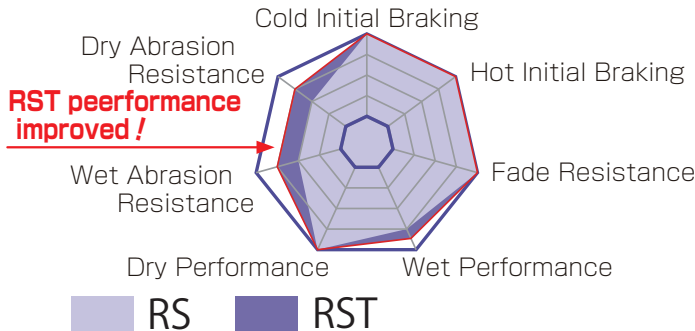 Cold Initial Braking
Dry Abrasion
Resistance
Hot Initial Braking
RST peerformance
improved !
Wet Abrasion
Resistance
Fade Resistance
Dry Performance
Wet Performance
RS
RST